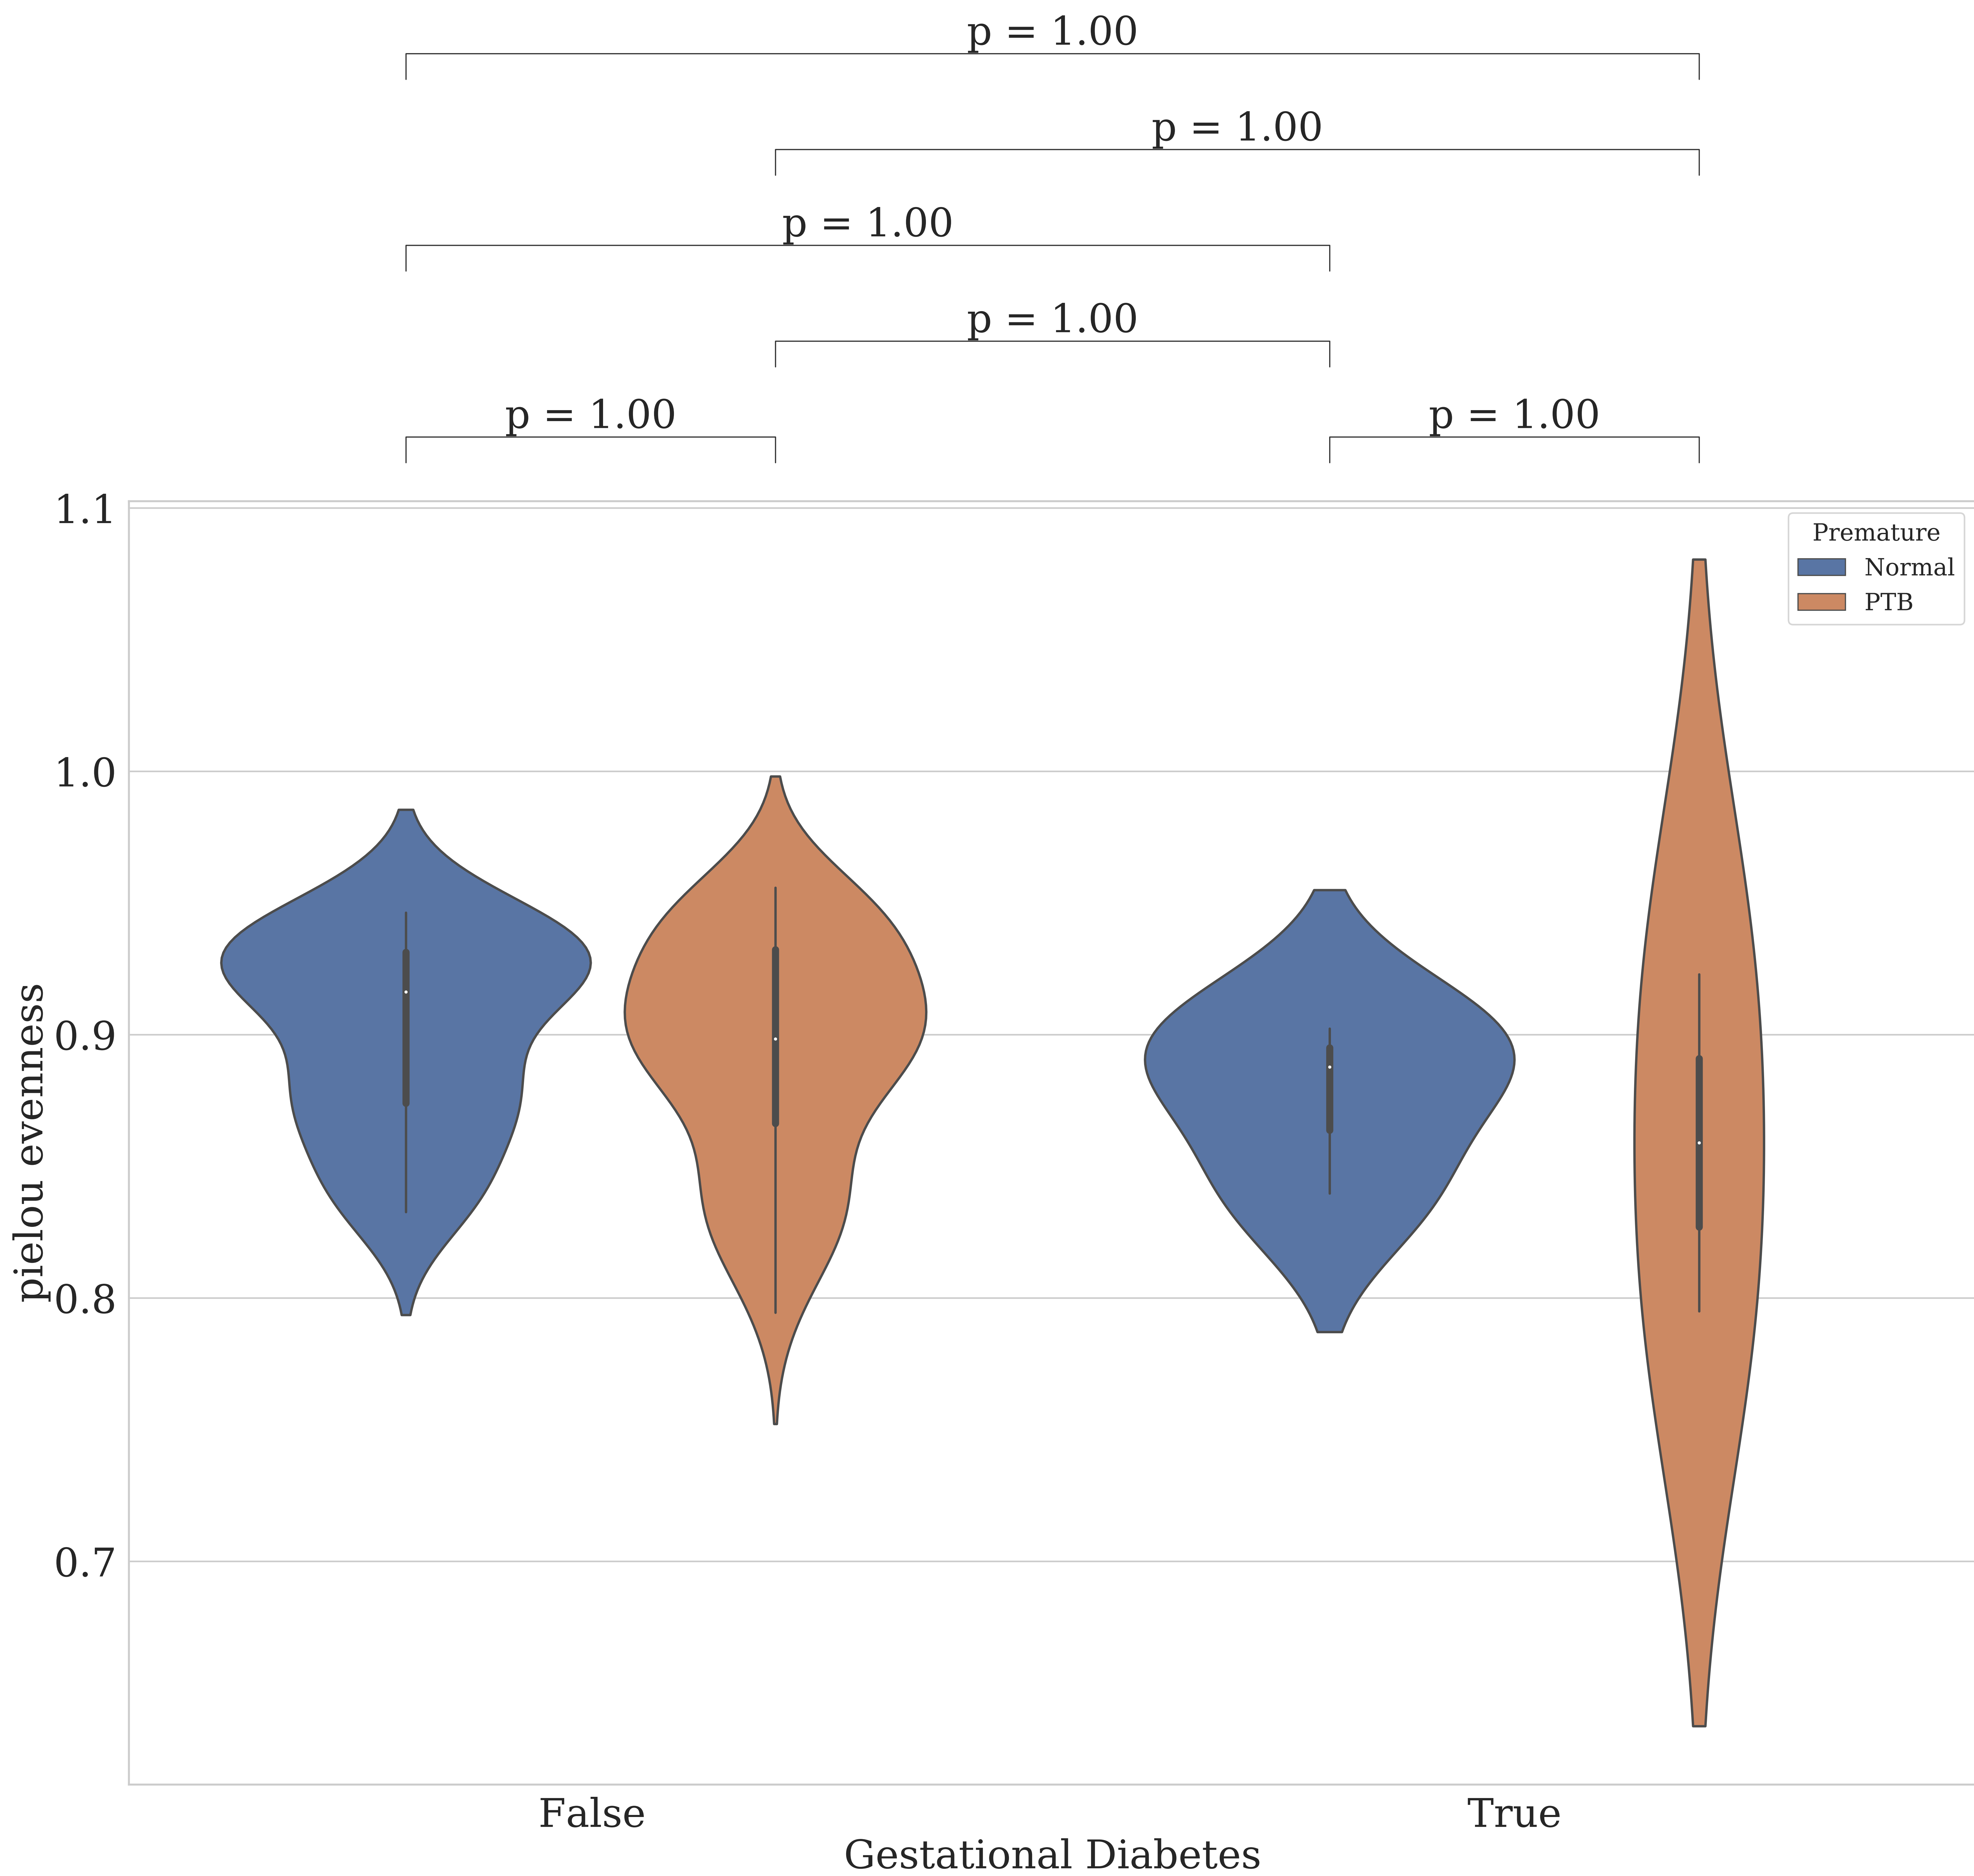 p = 1.00
p = 1.00
p = 1.00
p = 1.00
p = 1.00
p = 1.00
1.1
1.0
0.9
0.8
0.7
pielou evenness
Premature
Normal
PTB
False
True
Gestational Diabetes